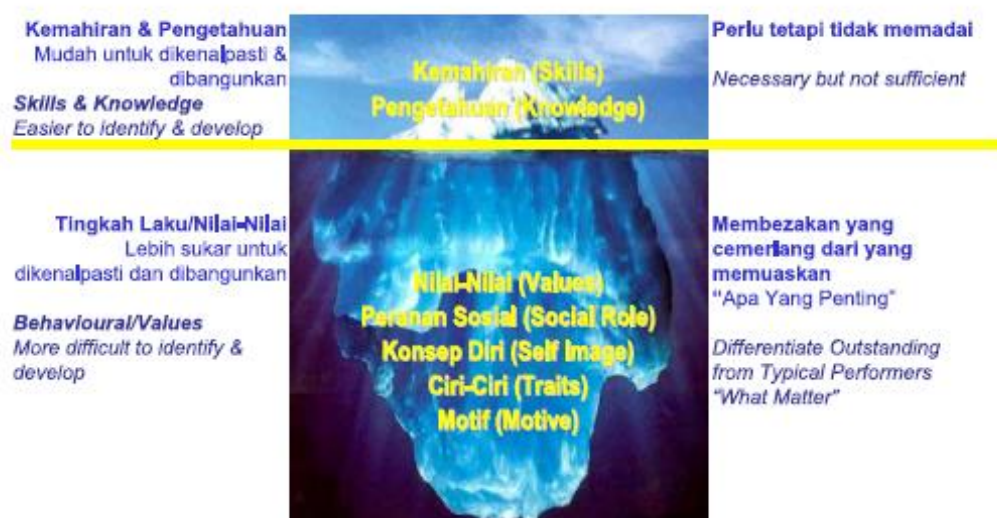 Kemahiran & Pengetahuan
Mudah untuk dikenalpasti &
dibangunkan
Skills & Knowledge
Easier to identify & develop
Kemahiran (Skills)
Pengetahuan (Knowledge)
Perlu tetapi tidak memadai
Necessary but not sufficient
Tingkah Laku/Nilai-Nilai
Lebih sukar untuk
dikenalpasti dan dibangunkan
Behavioural/Values
More difficult to identify &
develop
Nilai-Nilai (Values)
Peranan Sosial (Social Role)
Konsep Diri (Self Image)
Ciri-Ciri (Traits)
Motif (Motive)
Membezakan yang
cemerlang dari yang
memuaskan
"Apa Yang Penting"
Differentiate Outstanding
from Typical Performers
"What Matter"